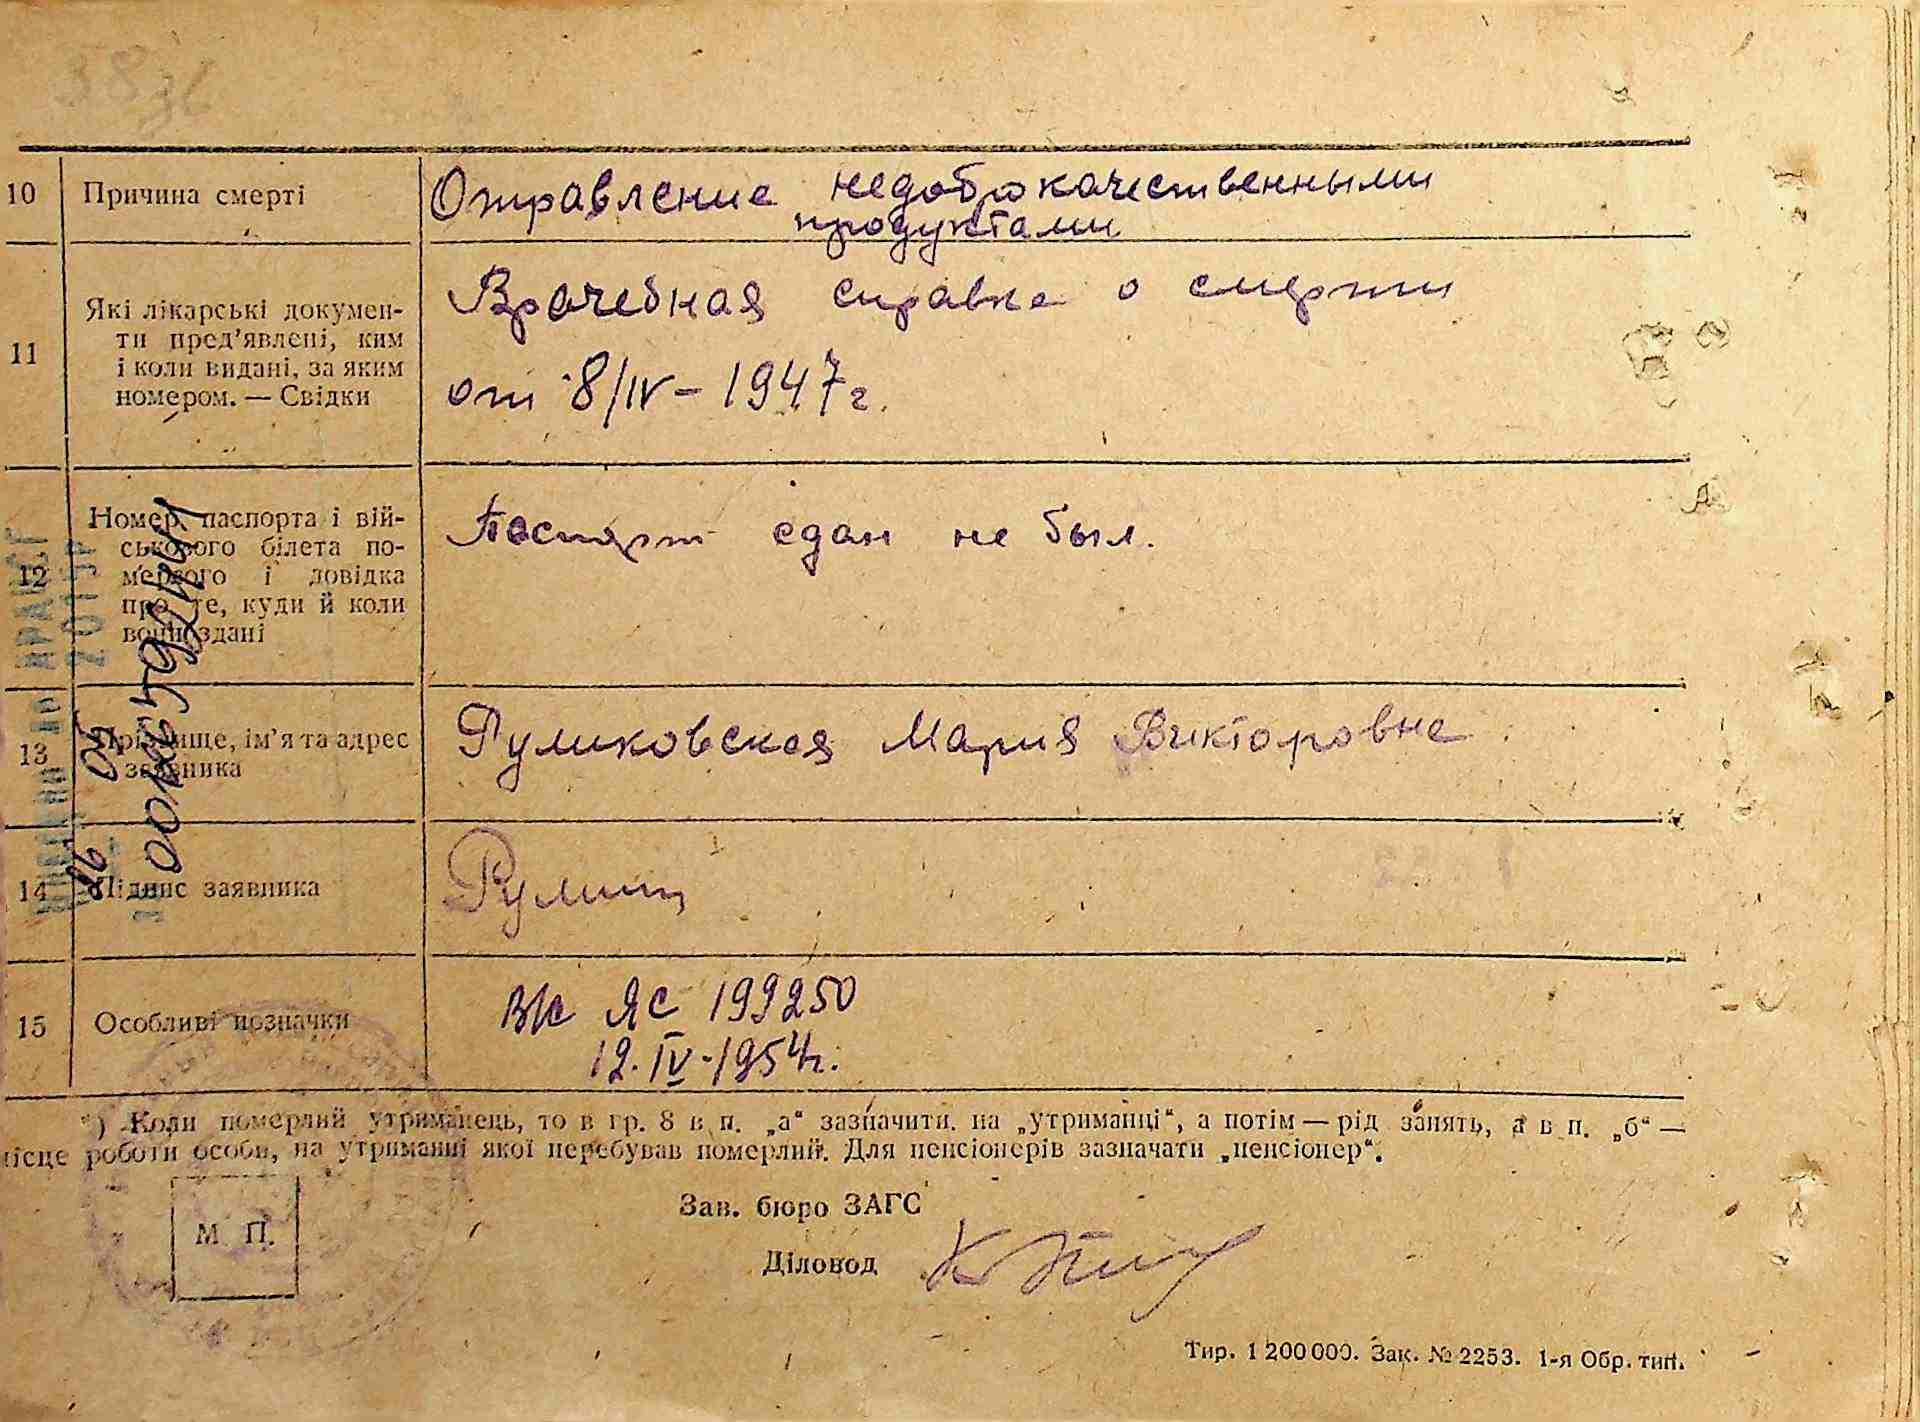 10
Причина смерті
Отравление недоброкачественными
продуктами
11
Які лікарські докумен-
ти пред'явлені, ким
і коли видані, за яким
номером. — Свідки
Врачебная справка о смерти
от 8/IV - 1947 г.
12
Номер паспорта і вій-
ськового білета по-
мерлого і довідка
про те, куди й коли
вони здані
Паспорт сдан не был.
13
Прізвище, ім'я та адрес
заявника
Румиковская Мария Викторовна
14
Підпис заявника
15
Особливі позначки
ЯС 199250
12.IV-1954г.
*) Коли померлий утриманець, то в гр. 8 в п. „а“ зазначити на „утриманці“, а потім — рід занять, а в п. „б“ —
місце роботи особи, на утриманні якої перебував померлий. Для пенсіонерів зазначати „пенсіонер“.
М. П.
Зав. бюро ЗАГС
Діловод
Тир. 1 200 000. Зак. № 2253. 1-я Обр. тип.